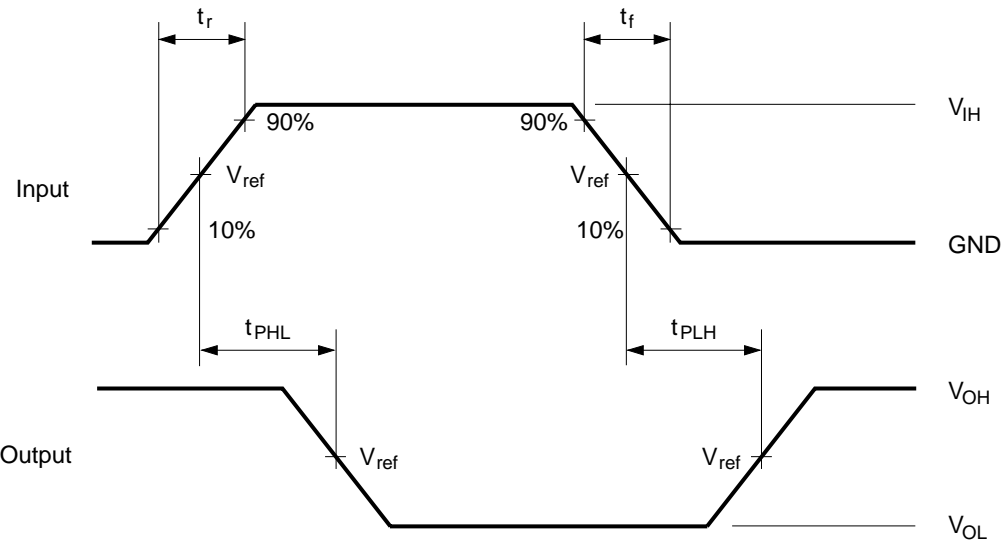 tr
tf
90%
90%
VIH
Input
Vref
Vref
10%
10%
GND
tPHL
tPLH
VOH
Output
Vref
Vref
VOL